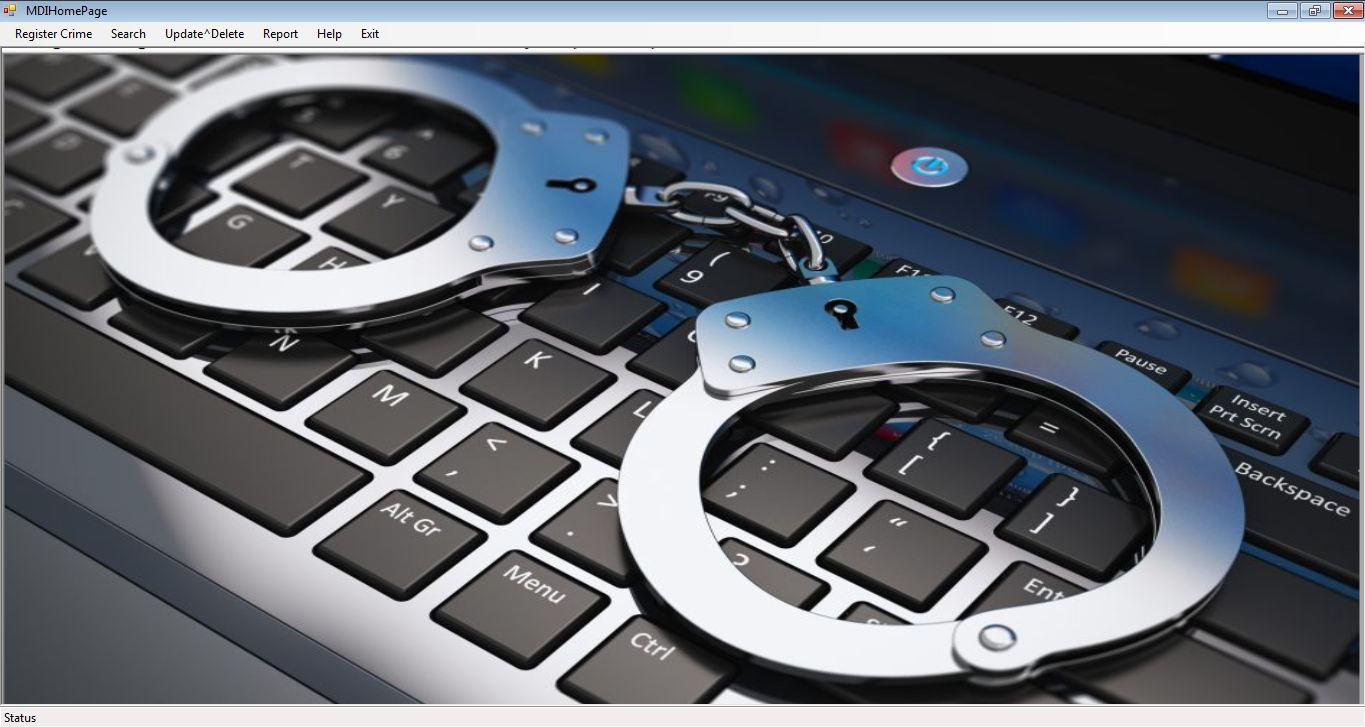 MDIHomePage
Register Crime Search Update^Delete Report Help Exit
5 ^ 6
T
Y
G
H
( 9
I
F12
Pause
Insert
Prt Scrn
Backspace
N
K
M
L
=
{ [
< ,
: ;
} ]
> .
" '
Alt Gr
Menu
Ctrl
Status